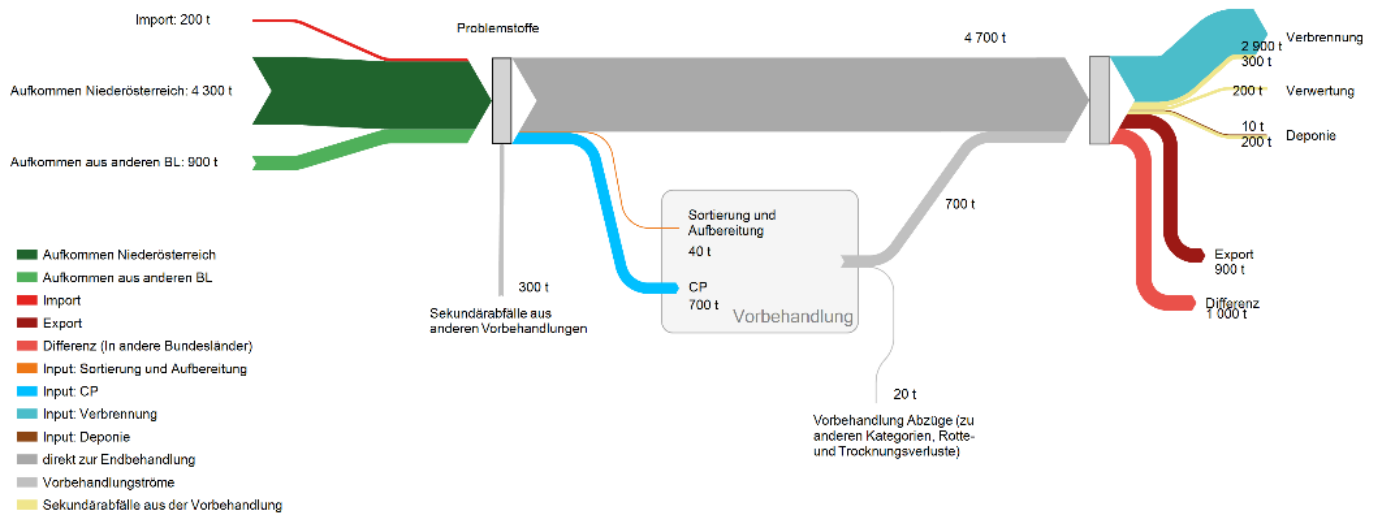 Import: 200 t
Problemstoffe
4 700 t
Verbrennung
2 900 t
300 t
Aufkommen Niederösterreich: 4 300 t
200 t
Verwertung
10 t
Deponie
200 t
Aufkommen aus anderen BL: 900 t
700 t
Sortierung und
Aufbereitung
40 t
CP
700 t
Vorbehandlung
300 t
Sekundärabfälle aus
anderen Vorbehandlungen
Export
900 t
Differenz
1 000 t
20 t
Vorbehandlung Abzüge (zu
anderen Kategorien, Rotte-
und Trocknungsverluste)
Aufkommen Niederösterreich
Aufkommen aus anderen BL
Import
Export
Differenz (In andere Bundesländer)
Input: Sortierung und Aufbereitung
Input: CP
Input: Verbrennung
Input: Deponie
direkt zur Endbehandlung
Vorbehandlungströme
Sekundärabfälle aus der Vorbehandlung